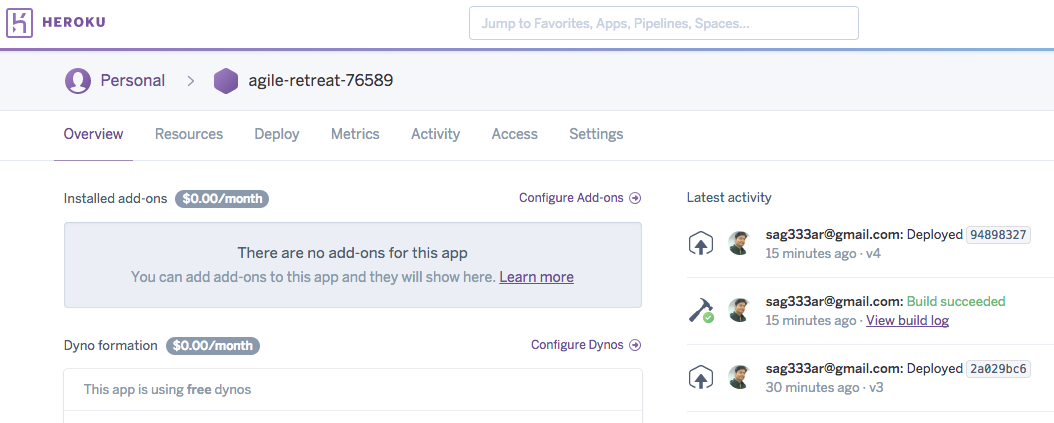 HEROKU
Jump to Favorites, Apps, Pipelines, Spaces...
Personal > agile-retreat-76589
Overview Resources Deploy Metrics Activity Access Settings
Installed add-ons $0.00/month Configure Add-ons
There are no add-ons for this app
You can add add-ons to this app and they will show here. Learn more
Dyno formation $0.00/month Configure Dynos
This app is using free dynos
Latest activity
sag333ar@gmail.com: Deployed 94898327
15 minutes ago · v4
sag333ar@gmail.com: Build succeeded
15 minutes ago · View build log
sag333ar@gmail.com: Deployed 2a029bc6
30 minutes ago · v3